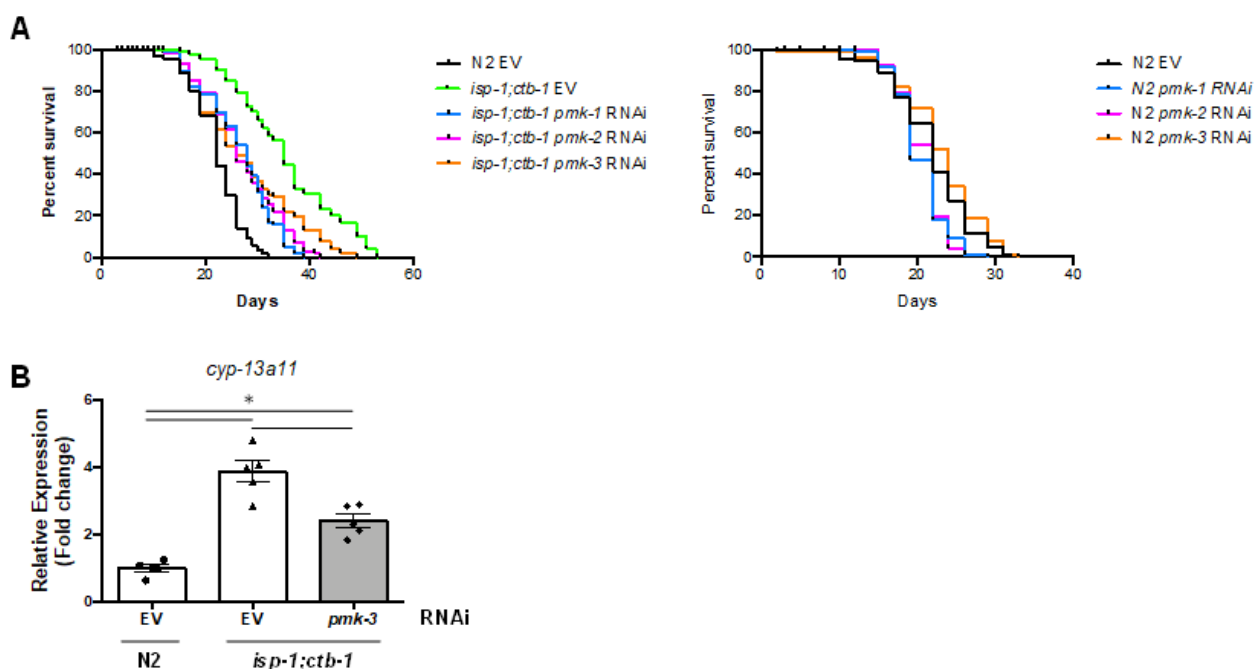 A
100
80
60
40
20
0
0 20 40 60
Percent survival
Days
N2 EV
isp-1;ctb-1 EV
isp-1;ctb-1 pmk-1 RNAi
isp-1;ctb-1 pmk-2 RNAi
isp-1;ctb-1 pmk-3 RNAi
100
80
60
40
20
0
0 10 20 30 40
Percent survival
Days
N2 EV
N2 pmk-1 RNAi
N2 pmk-2 RNAi
N2 pmk-3 RNAi
B
cyp-13a11
*
6
4
2
0
Relative Expression
(Fold change)
EV EV pmk-3 RNAi
N2 isp-1;ctb-1